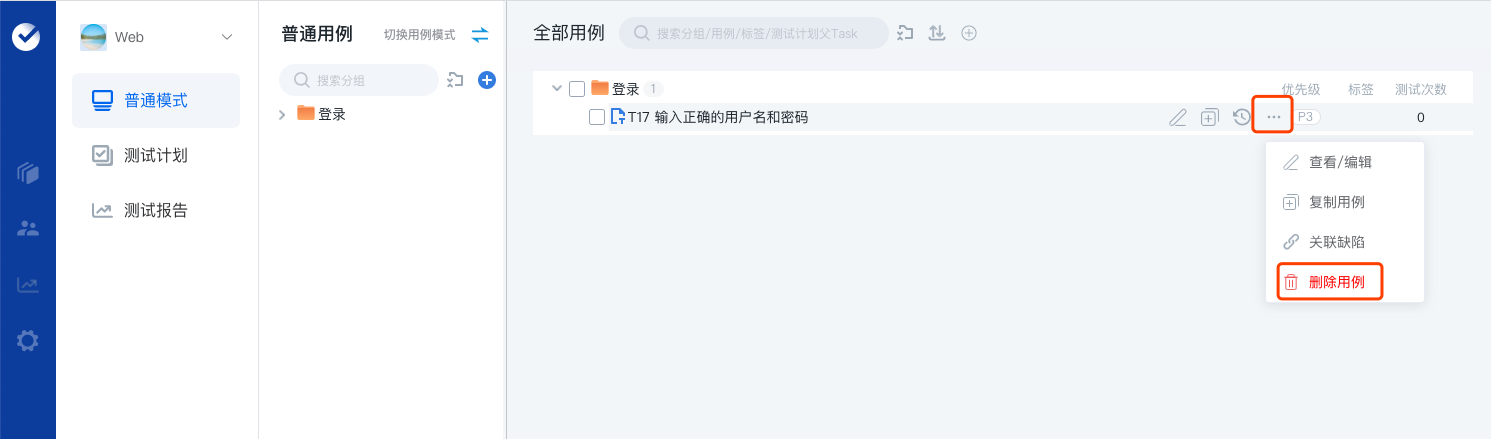 Web
普通模式
测试计划
测试报告
普通用例
切换用例模式
搜索分组
登录
全部用例
搜索分组/用例/标签/测试计划父Task
登录 1
优先级 标签 测试次数
T17 输入正确的用户名和密码
P3
0
查看/编辑
复制用例
关联缺陷
删除用例